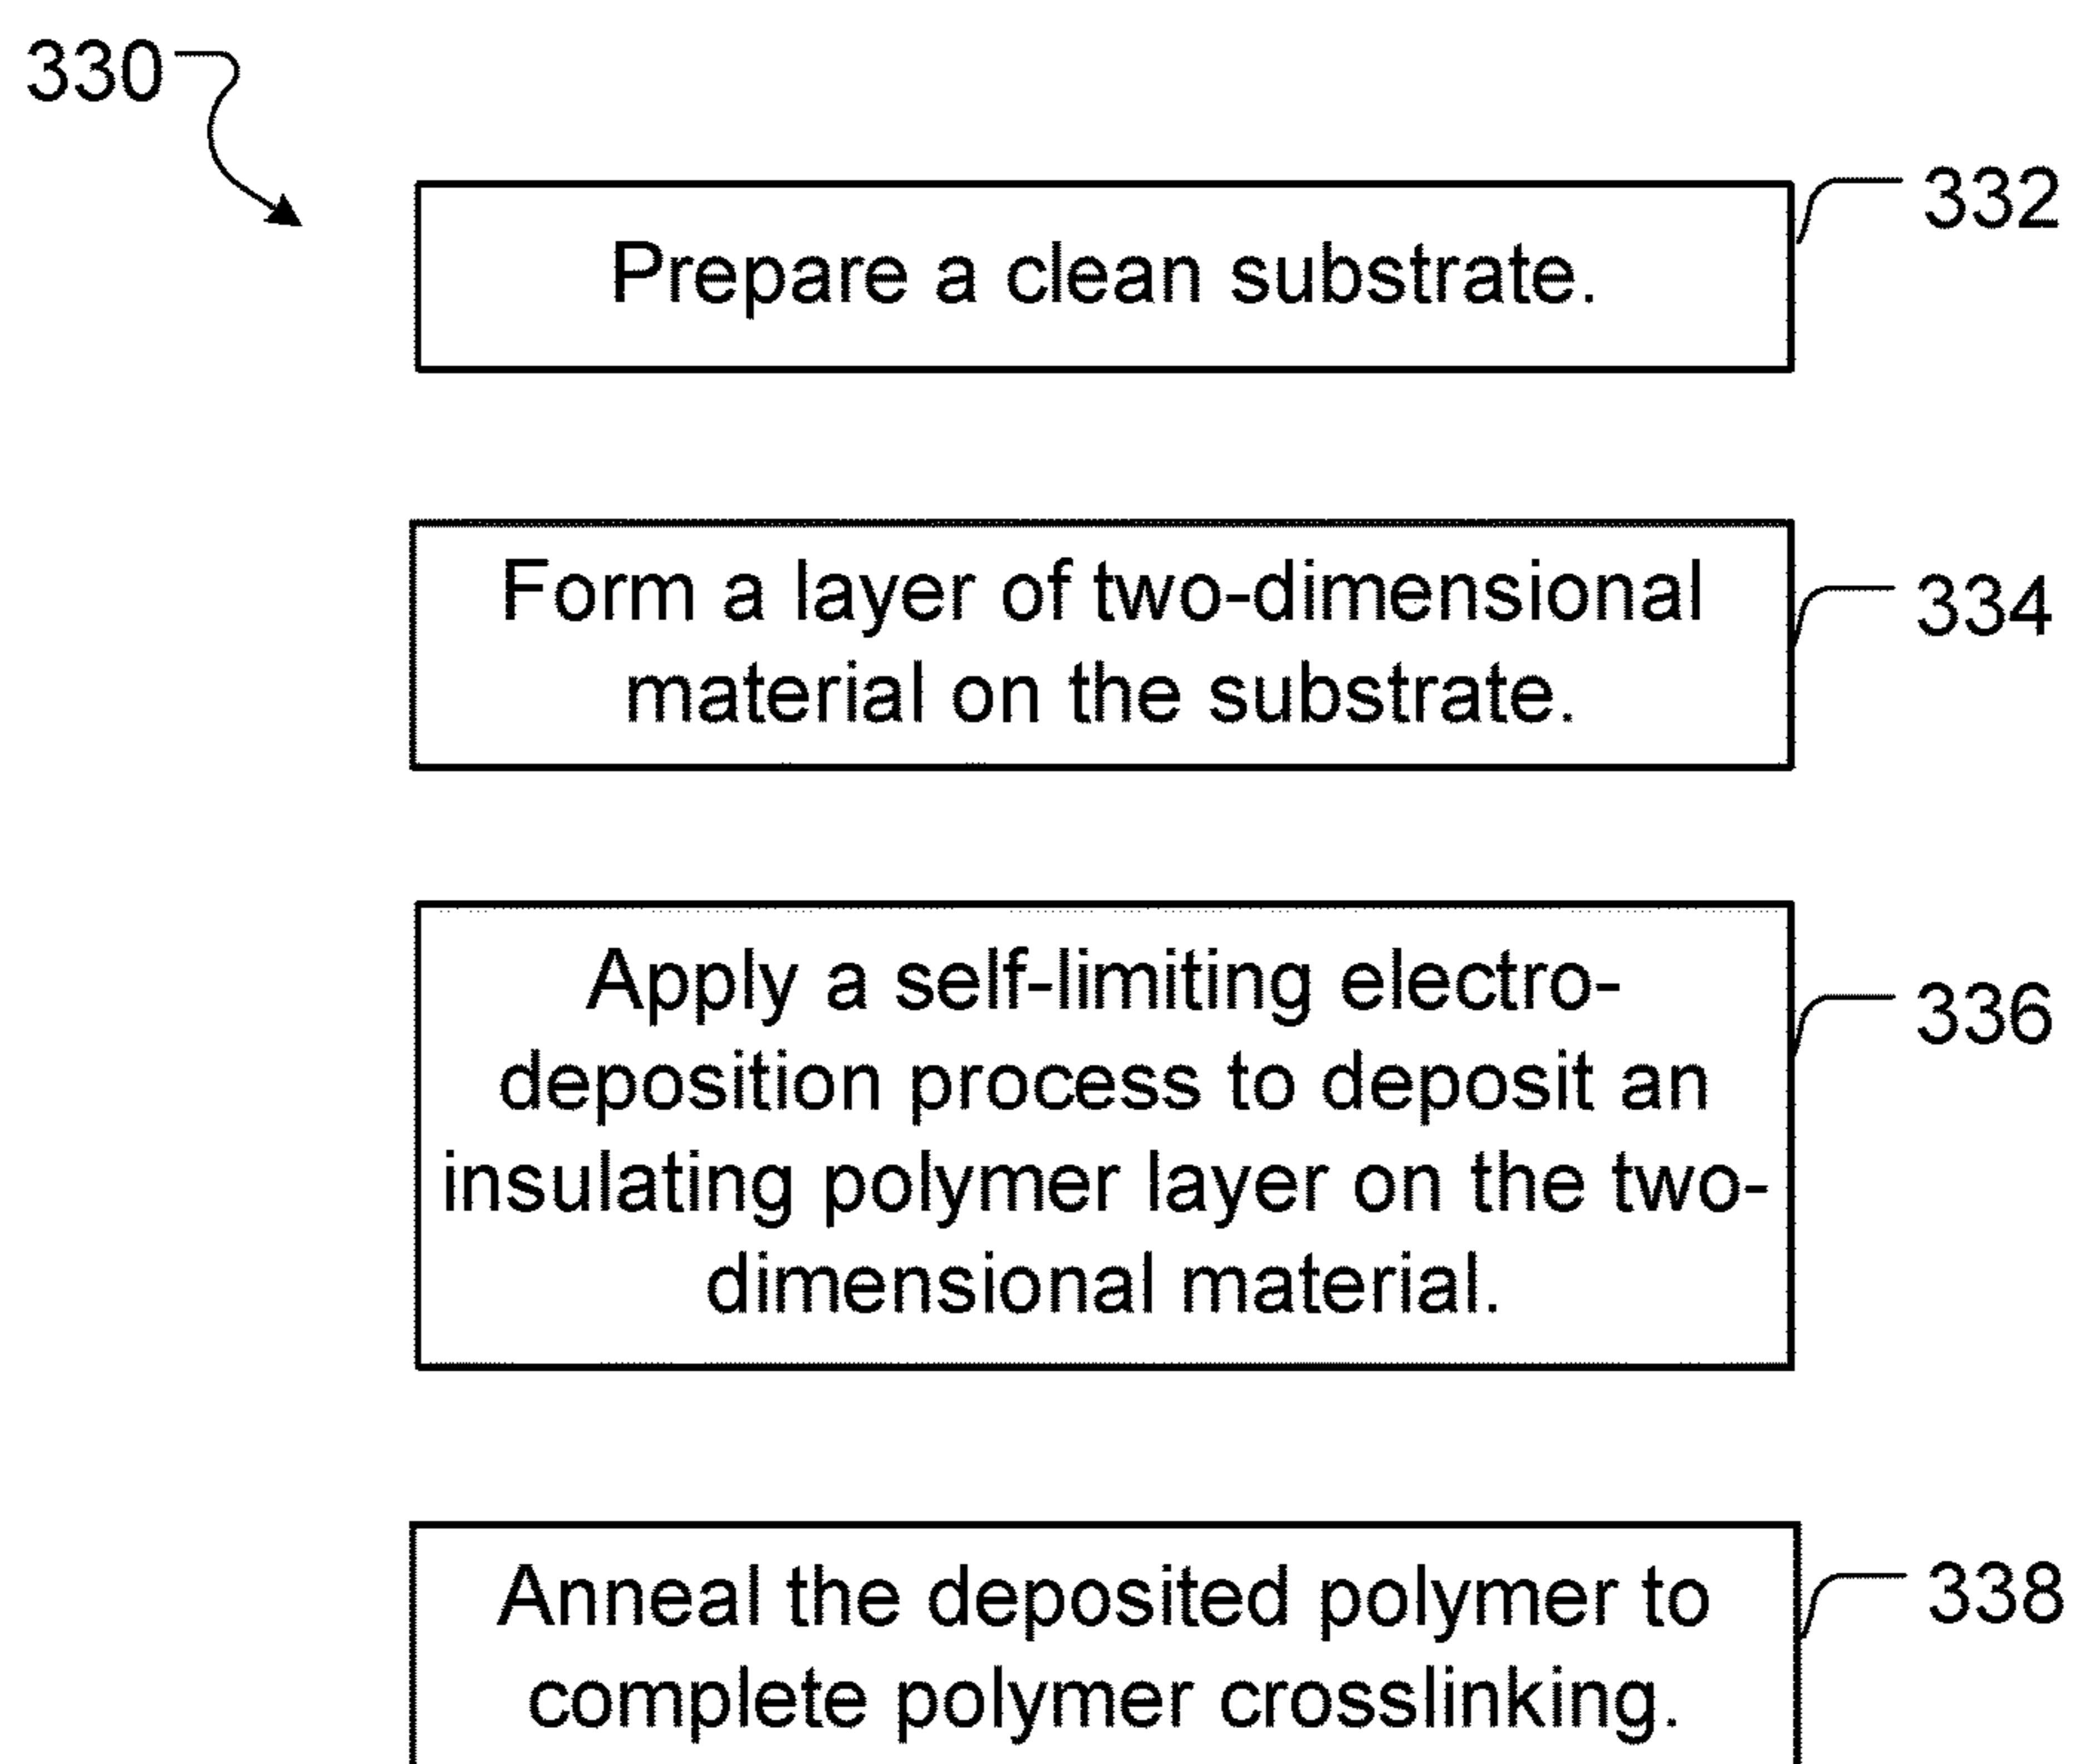 330
332
Prepare a clean substrate.
Form a layer of two-dimensional
334
material on the substrate.
Apply a self-limiting electro-
336
deposition process to deposit an
insulating polymer layer on the two-
dimensional material.
Anneal the deposited polymer to
338
complete polymer crosslinking.